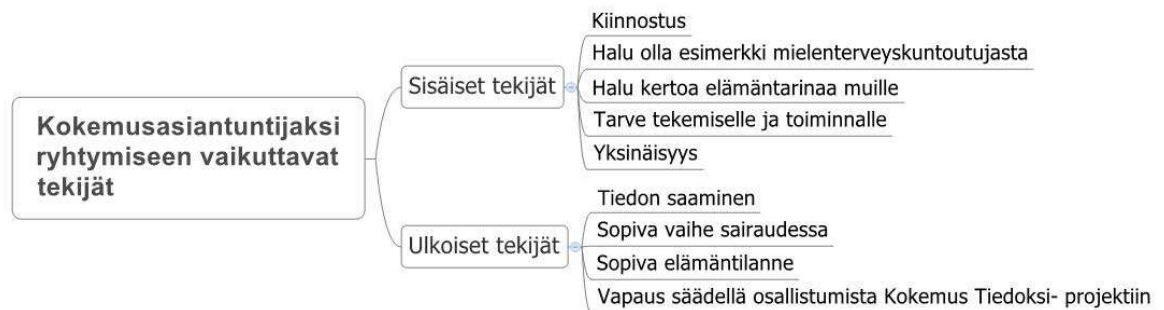 Kokemusasiantuntijaksi
ryhtymiseen vaikuttavat
tekijät
Sisäiset tekijät
Kiinnostus
Halu olla esimerkki mielenterveyskuntoutujasta
Halu kertoa elämäntarinaa muille
Tarve tekemiselle ja toiminnalle
Yksinäisyys
Ulkoiset tekijät
Tiedon saaminen
Sopiva vaihe sairaudessa
Sopiva elämäntilanne
Vapaus säädellä osallistumista Kokemus Tiedoksi- projektiin